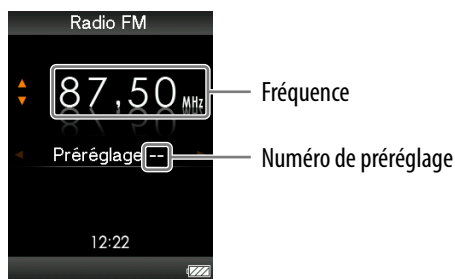 Radio FM
87,50 MHz
Fréquence
Préréglage --
Numéro de préréglage
12:22